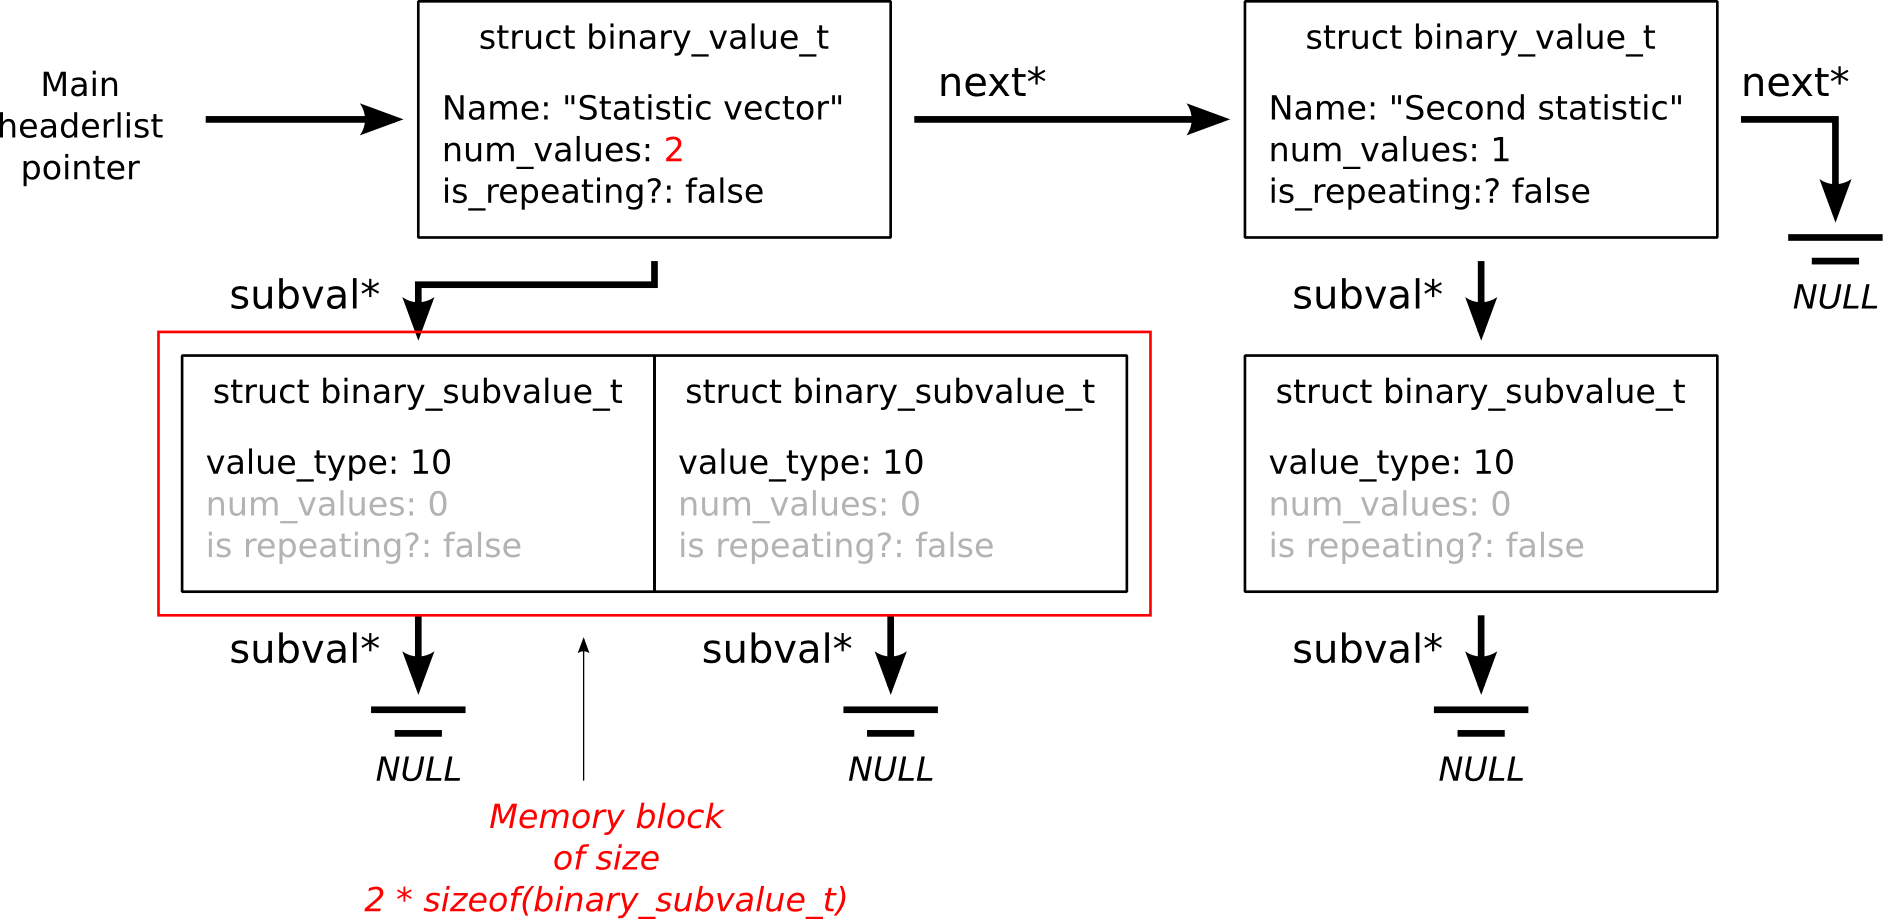 Main
headerlist
pointer
struct binary_value_t
Name: "Statistic vector"
num_values: 2
is_repeating?: false
next*
struct binary_value_t
Name: "Second statistic"
num_values: 1
is_repeating:? false
next*
NULL
subval*
subval*
struct binary_subvalue_t
value_type: 10
num_values: 0
is repeating?: false
struct binary_subvalue_t
value_type: 10
num_values: 0
is repeating?: false
struct binary_subvalue_t
value_type: 10
num_values: 0
is repeating?: false
subval*
NULL
subval*
NULL
subval*
NULL
Memory block
of size
2 * sizeof(binary_subvalue_t)